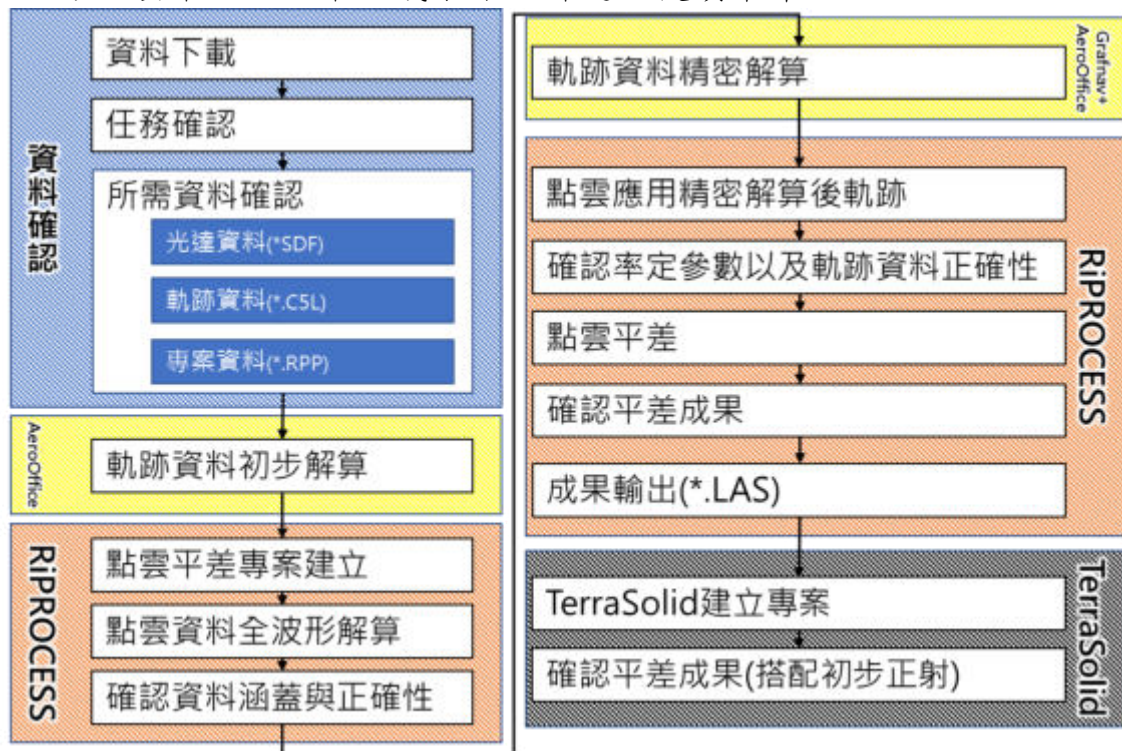 資料確認
資料下載
任務確認
所需資料確認
光達資料(*SDF)
軌跡資料(*.C5L)
專案資料(*.RPP)
AeroOffice
軌跡資料初步解算
RiPROCESS
點雲平差專案建立
點雲資料全波形解算
確認資料涵蓋與正確性
Grafnav+
AeroOffice
軌跡資料精密解算
RiPROCESS
點雲應用精密解算後軌跡
確認率定參數以及軌跡資料正確性
點雲平差
確認平差成果
成果輸出(*.LAS)
TerraSolid
TerraSolid建立專案
確認平差成果(搭配初步正射)